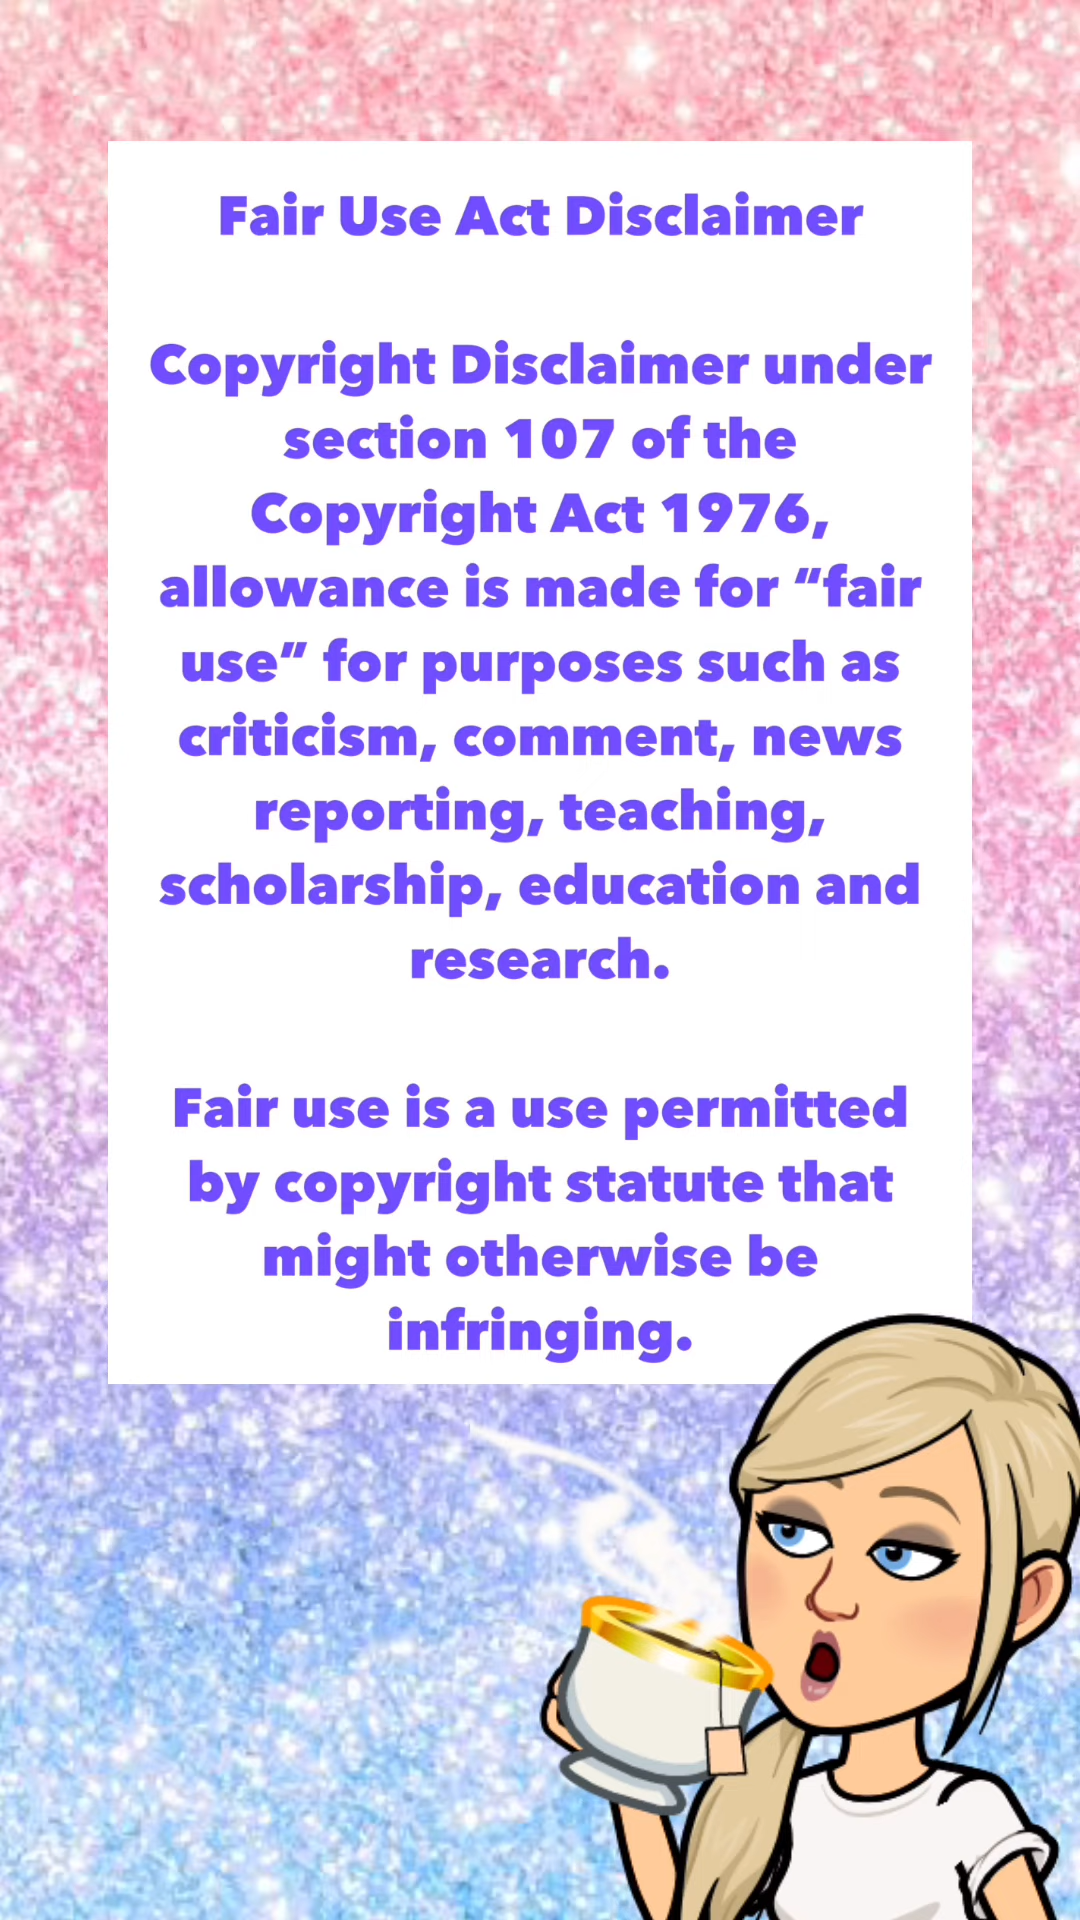 Fair Use Act Disclaimer
Copyright Disclaimer under
section 107 of the
Copyright Act 1976,
allowance is made for “fair
use” for purposes such as
criticism, comment, news
reporting, teaching,
scholarship, education and
research.
Fair use is a use permitted
by copyright statute that
might otherwise be
infringing.